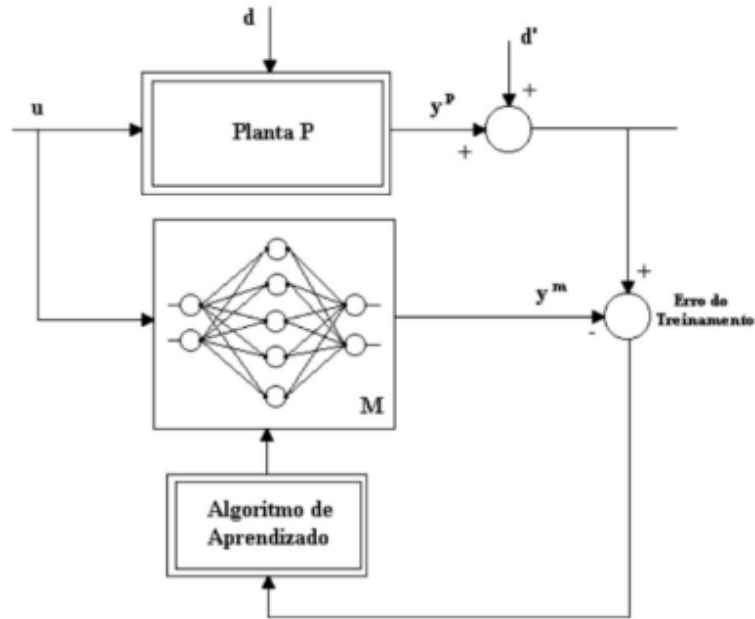 d
d'
u
Planta P
y^p
+
+
y^m
+
-
Erro do
Treinamento
M
Algoritmo de
Aprendizado